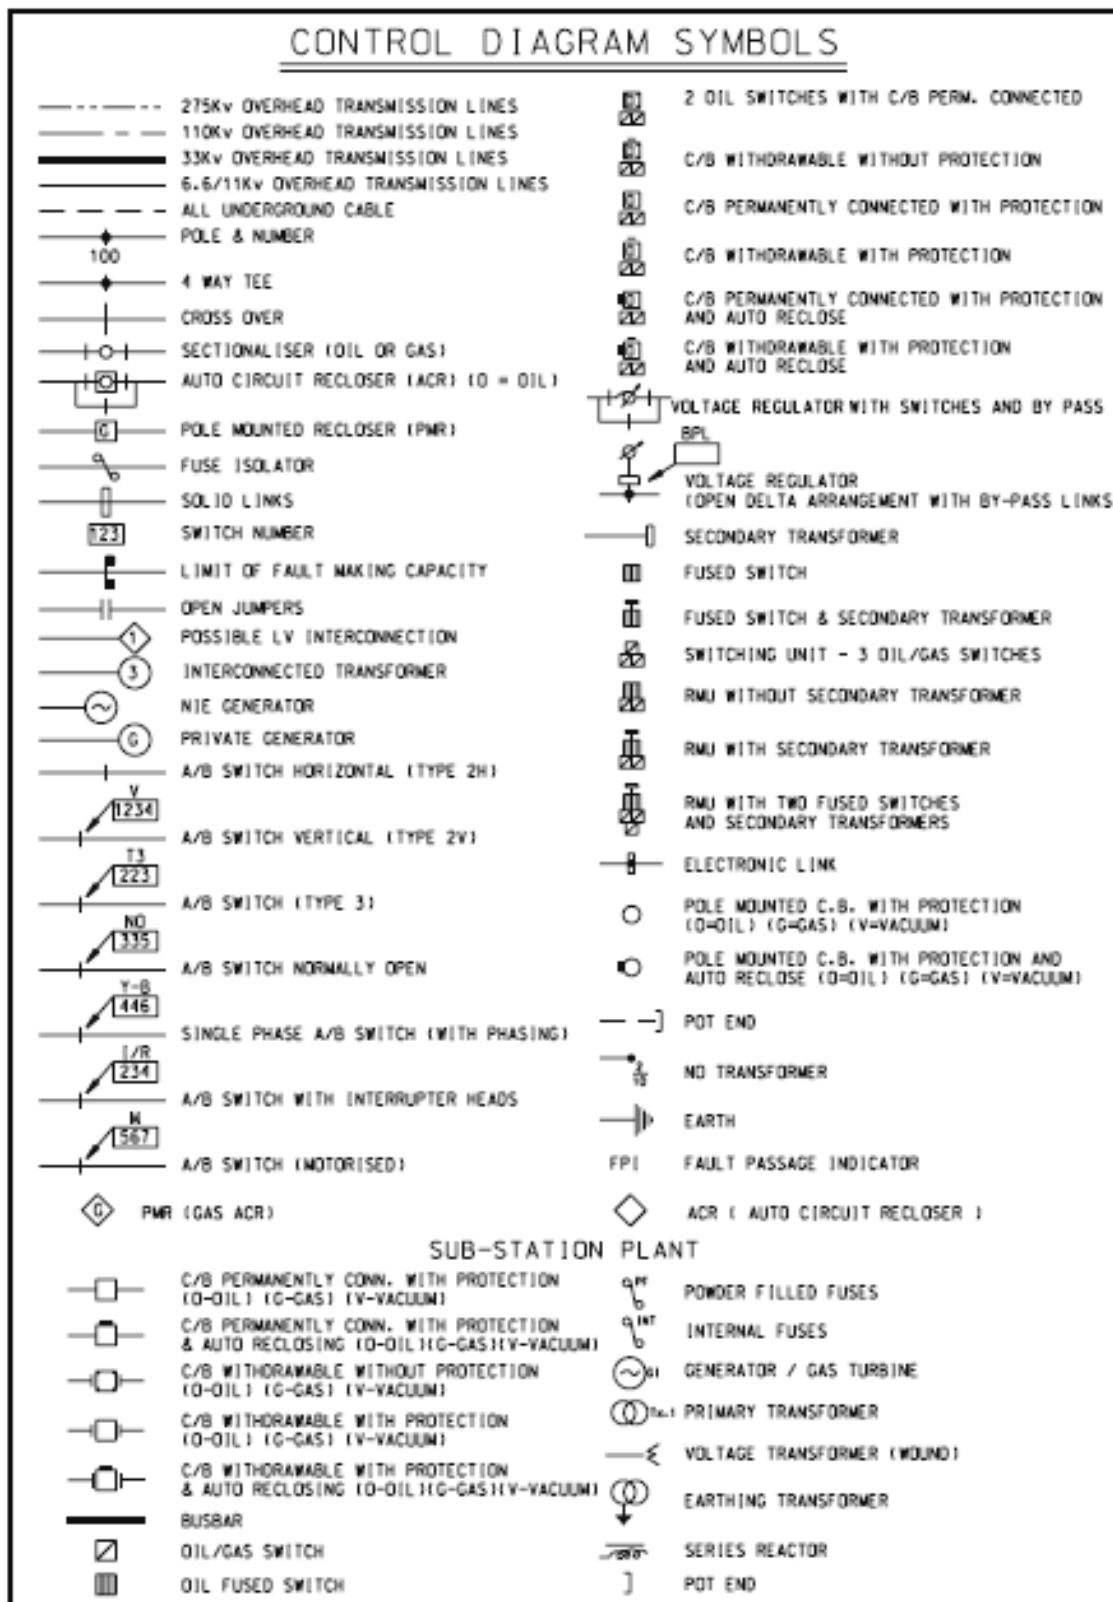 CONTROL DIAGRAM SYMBOLS
275Kv OVERHEAD TRANSMISSION LINES
110Kv OVERHEAD TRANSMISSION LINES
33Kv OVERHEAD TRANSMISSION LINES
6.6/11Kv OVERHEAD TRANSMISSION LINES
ALL UNDERGROUND CABLE
POLE & NUMBER
100
4 WAY TEE
CROSS OVER
SECTIONALISER (OIL OR GAS)
AUTO CIRCUIT RECLOSER (ACR) (O = OIL)
G POLE MOUNTED RECLOSER (PMR)
FUSE ISOLATOR
SOLID LINKS
123 SWITCH NUMBER
LIMIT OF FAULT MAKING CAPACITY
OPEN JUMPERS
1 POSSIBLE LV INTERCONNECTION
3 INTERCONNECTED TRANSFORMER
NIE GENERATOR
G PRIVATE GENERATOR
A/B SWITCH HORIZONTAL (TYPE 2H)
V
1234
A/B SWITCH VERTICAL (TYPE 2V)
T3
223
A/B SWITCH (TYPE 3)
NO
335
A/B SWITCH NORMALLY OPEN
Y-B
446
SINGLE PHASE A/B SWITCH (WITH PHASING)
I/R
234
A/B SWITCH WITH INTERRUPTER HEADS
M
567
A/B SWITCH (MOTORISED)
G PMR (GAS ACR)
2 OIL SWITCHES WITH C/B PERM. CONNECTED
C/B WITHDRAWABLE WITHOUT PROTECTION
C/B PERMANENTLY CONNECTED WITH PROTECTION
C/B WITHDRAWABLE WITH PROTECTION
C/B PERMANENTLY CONNECTED WITH PROTECTION
AND AUTO RECLOSE
C/B WITHDRAWABLE WITH PROTECTION
AND AUTO RECLOSE
VOLTAGE REGULATOR WITH SWITCHES AND BY PASS
BPL
VOLTAGE REGULATOR
(OPEN DELTA ARRANGEMENT WITH BY-PASS LINKS
SECONDARY TRANSFORMER
FUSED SWITCH
FUSED SWITCH & SECONDARY TRANSFORMER
SWITCHING UNIT - 3 OIL/GAS SWITCHES
RMU WITHOUT SECONDARY TRANSFORMER
RMU WITH SECONDARY TRANSFORMER
RMU WITH TWO FUSED SWITCHES
AND SECONDARY TRANSFORMERS
ELECTRONIC LINK
POLE MOUNTED C.B. WITH PROTECTION
(O=OIL) (G=GAS) (V=VACUUM)
POLE MOUNTED C.B. WITH PROTECTION AND
AUTO RECLOSE (O=OIL) (G=GAS) (V=VACUUM)
POT END
NO TRANSFORMER
EARTH
FPI FAULT PASSAGE INDICATOR
ACR ( AUTO CIRCUIT RECLOSER )
SUB-STATION PLANT
C/B PERMANENTLY CONN. WITH PROTECTION
(O-OIL) (G-GAS) (V-VACUUM)
C/B PERMANENTLY CONN. WITH PROTECTION
& AUTO RECLOSING (O-OIL)(G-GAS)(V-VACUUM)
C/B WITHDRAWABLE WITHOUT PROTECTION
(O-OIL) (G-GAS) (V-VACUUM)
C/B WITHDRAWABLE WITH PROTECTION
(O-OIL) (G-GAS) (V-VACUUM)
C/B WITHDRAWABLE WITH PROTECTION
& AUTO RECLOSING (O-OIL)(G-GAS)(V-VACUUM)
BUSBAR
OIL/GAS SWITCH
OIL FUSED SWITCH
PF POWDER FILLED FUSES
INT INTERNAL FUSES
G1 GENERATOR / GAS TURBINE
Tx.1 PRIMARY TRANSFORMER
VOLTAGE TRANSFORMER (WOUND)
EARTHING TRANSFORMER
SERIES REACTOR
POT END